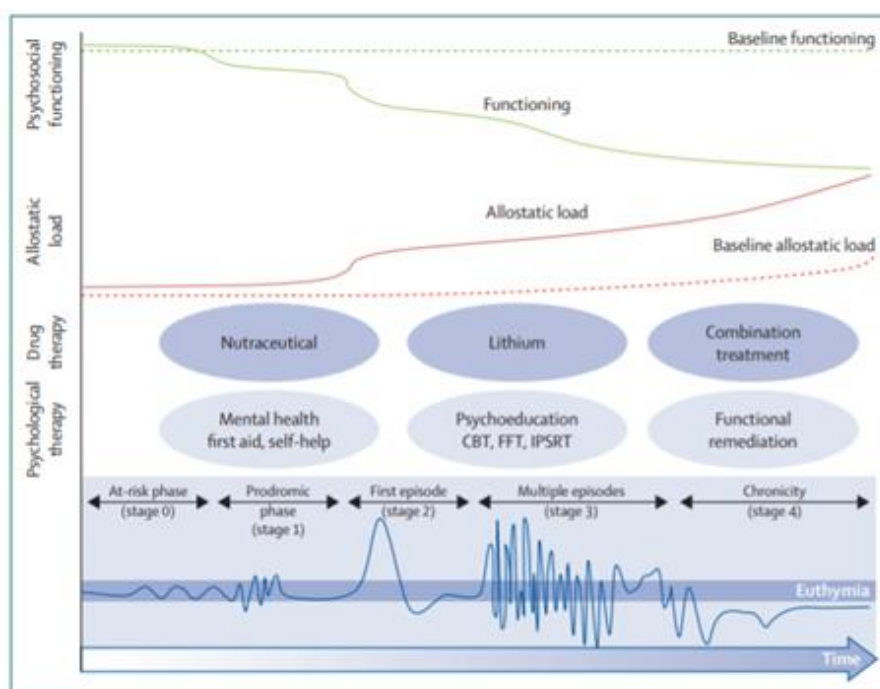 Psychosocial
functioning
Baseline functioning
Functioning
Allostatic
load
Allostatic load
Baseline allostatic load
Drug
therapy
Nutraceutical
Lithium
Combination
treatment
Psychological
therapy
Mental health
first aid, self-help
Psychoeducation
CBT, FFT, IPSRT
Functional
remediation
At-risk phase
(stage 0)
Prodromic
phase
(stage 1)
First episode
(stage 2)
Multiple episodes
(stage 3)
Chronicity
(stage 4)
Euthymia
Time